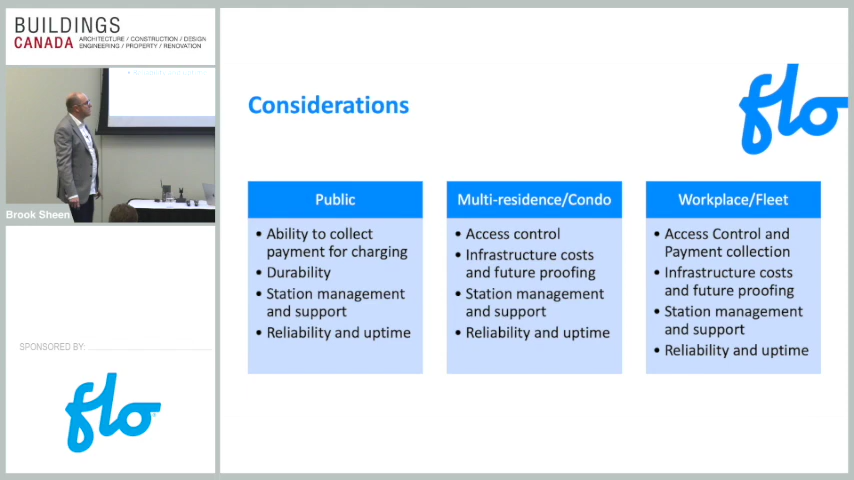 BUILDINGS
CANADA
ARCHITECTURE / CONSTRUCTION / DESIGN
ENGINEERING / PROPERTY / RENOVATION
Brook Sheen
SPONSORED BY:
flo
Considerations
flo
Public
• Ability to collect
payment for charging
• Durability
• Station management
and support
• Reliability and uptime
Multi-residence/Condo
• Access control
• Infrastructure costs
and future proofing
• Station management
and support
• Reliability and uptime
Workplace/Fleet
• Access Control and
Payment collection
• Infrastructure costs
and future proofing
• Station management
and support
• Reliability and uptime